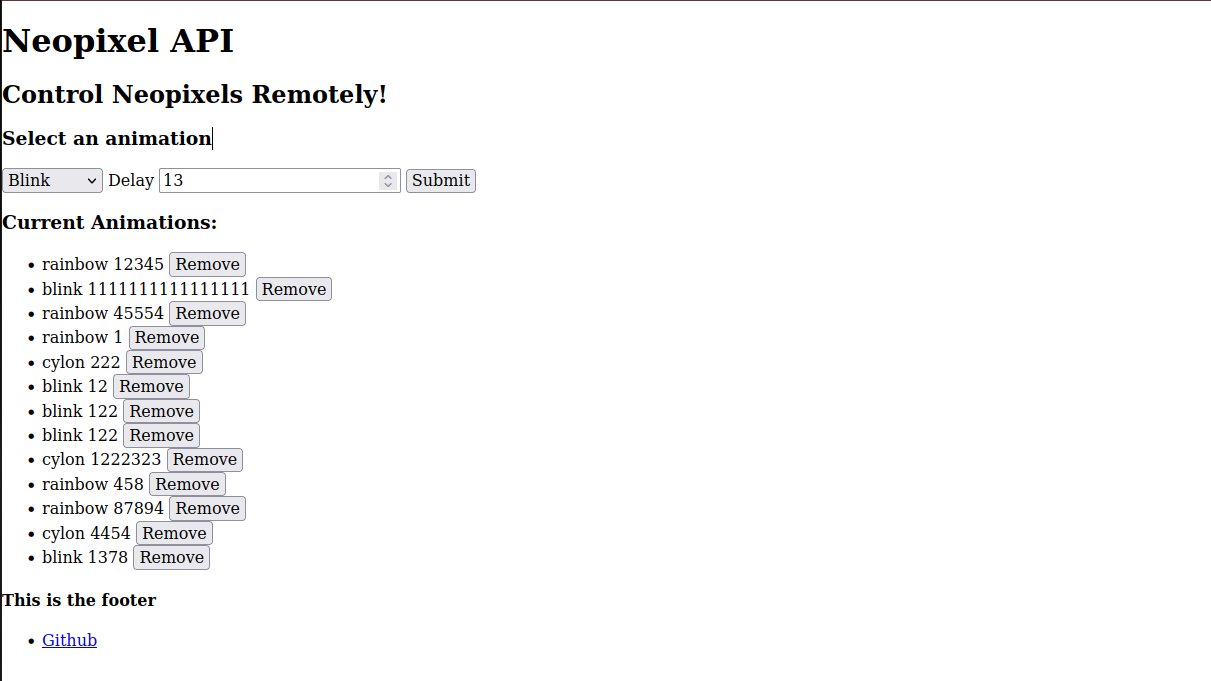 Neopixel API
Control Neopixels Remotely!
Select an animation
Blink Delay 13 Submit
Current Animations:
• rainbow 12345 Remove
• blink 1111111111111111 Remove
• rainbow 45554 Remove
• rainbow 1 Remove
• cylon 222 Remove
• blink 12 Remove
• blink 122 Remove
• blink 122 Remove
• cylon 1222323 Remove
• rainbow 458 Remove
• rainbow 87894 Remove
• cylon 4454 Remove
• blink 1378 Remove
This is the footer
• Github